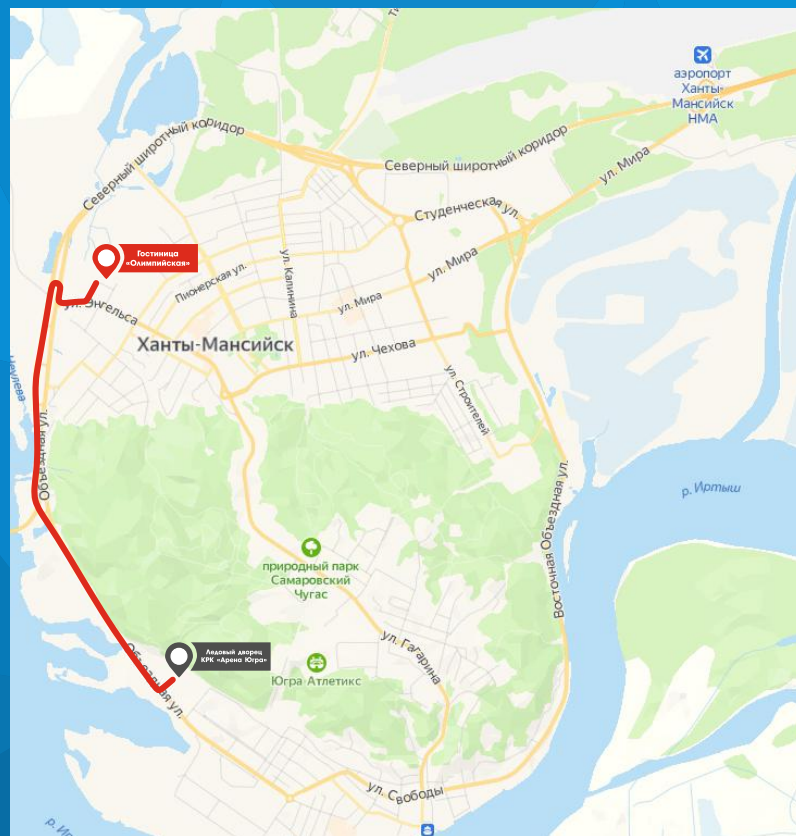 аэропорт
Ханты-
Мансийск
НМА
Северный широтный коридор
Северный широтный коридор
ул. Мира
Студенческая ул.
Гостиница
«Олимпийская»
Пионерская ул.
ул. Калинина
ул. Мира
ул. Мира
ул. Энгельса
Ханты-Мансийск
ул. Чехова
ул. Строителей
Объездная ул.
р. Иртыш
Восточная Объездная ул.
природный парк
Самаровский
Чугас
ул. Гагарина
Ледовый дворец
КРК «Арена Югра»
Югра-Атлетикс
Объездная ул.
ул. Свободы